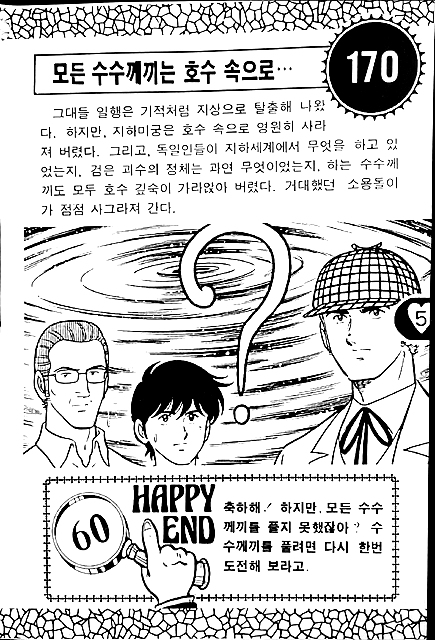 모든 수수께끼는 호수 속으로…
170
그대들 일행은 기적처럼 지상으로 탈출해 나왔
다. 하지만, 지하미궁은 호수 속으로 영원히 사라
져 버렸다. 그리고, 독일인들이 지하세계에서 무엇을 하고 있
었는지, 검은 괴수의 정체는 과연 무엇이었는지, 하는 수수께
끼도 모두 호수 깊숙이 가라앉아 버렸다. 거대했던 소용돌이
가 점점 사그라져 간다.
?
5
60
HAPPY
END
축하해! 하지만, 모든 수수
께끼를 풀지 못했잖아? 수
수께끼를 풀려면 다시 한번
도전해 보라고.